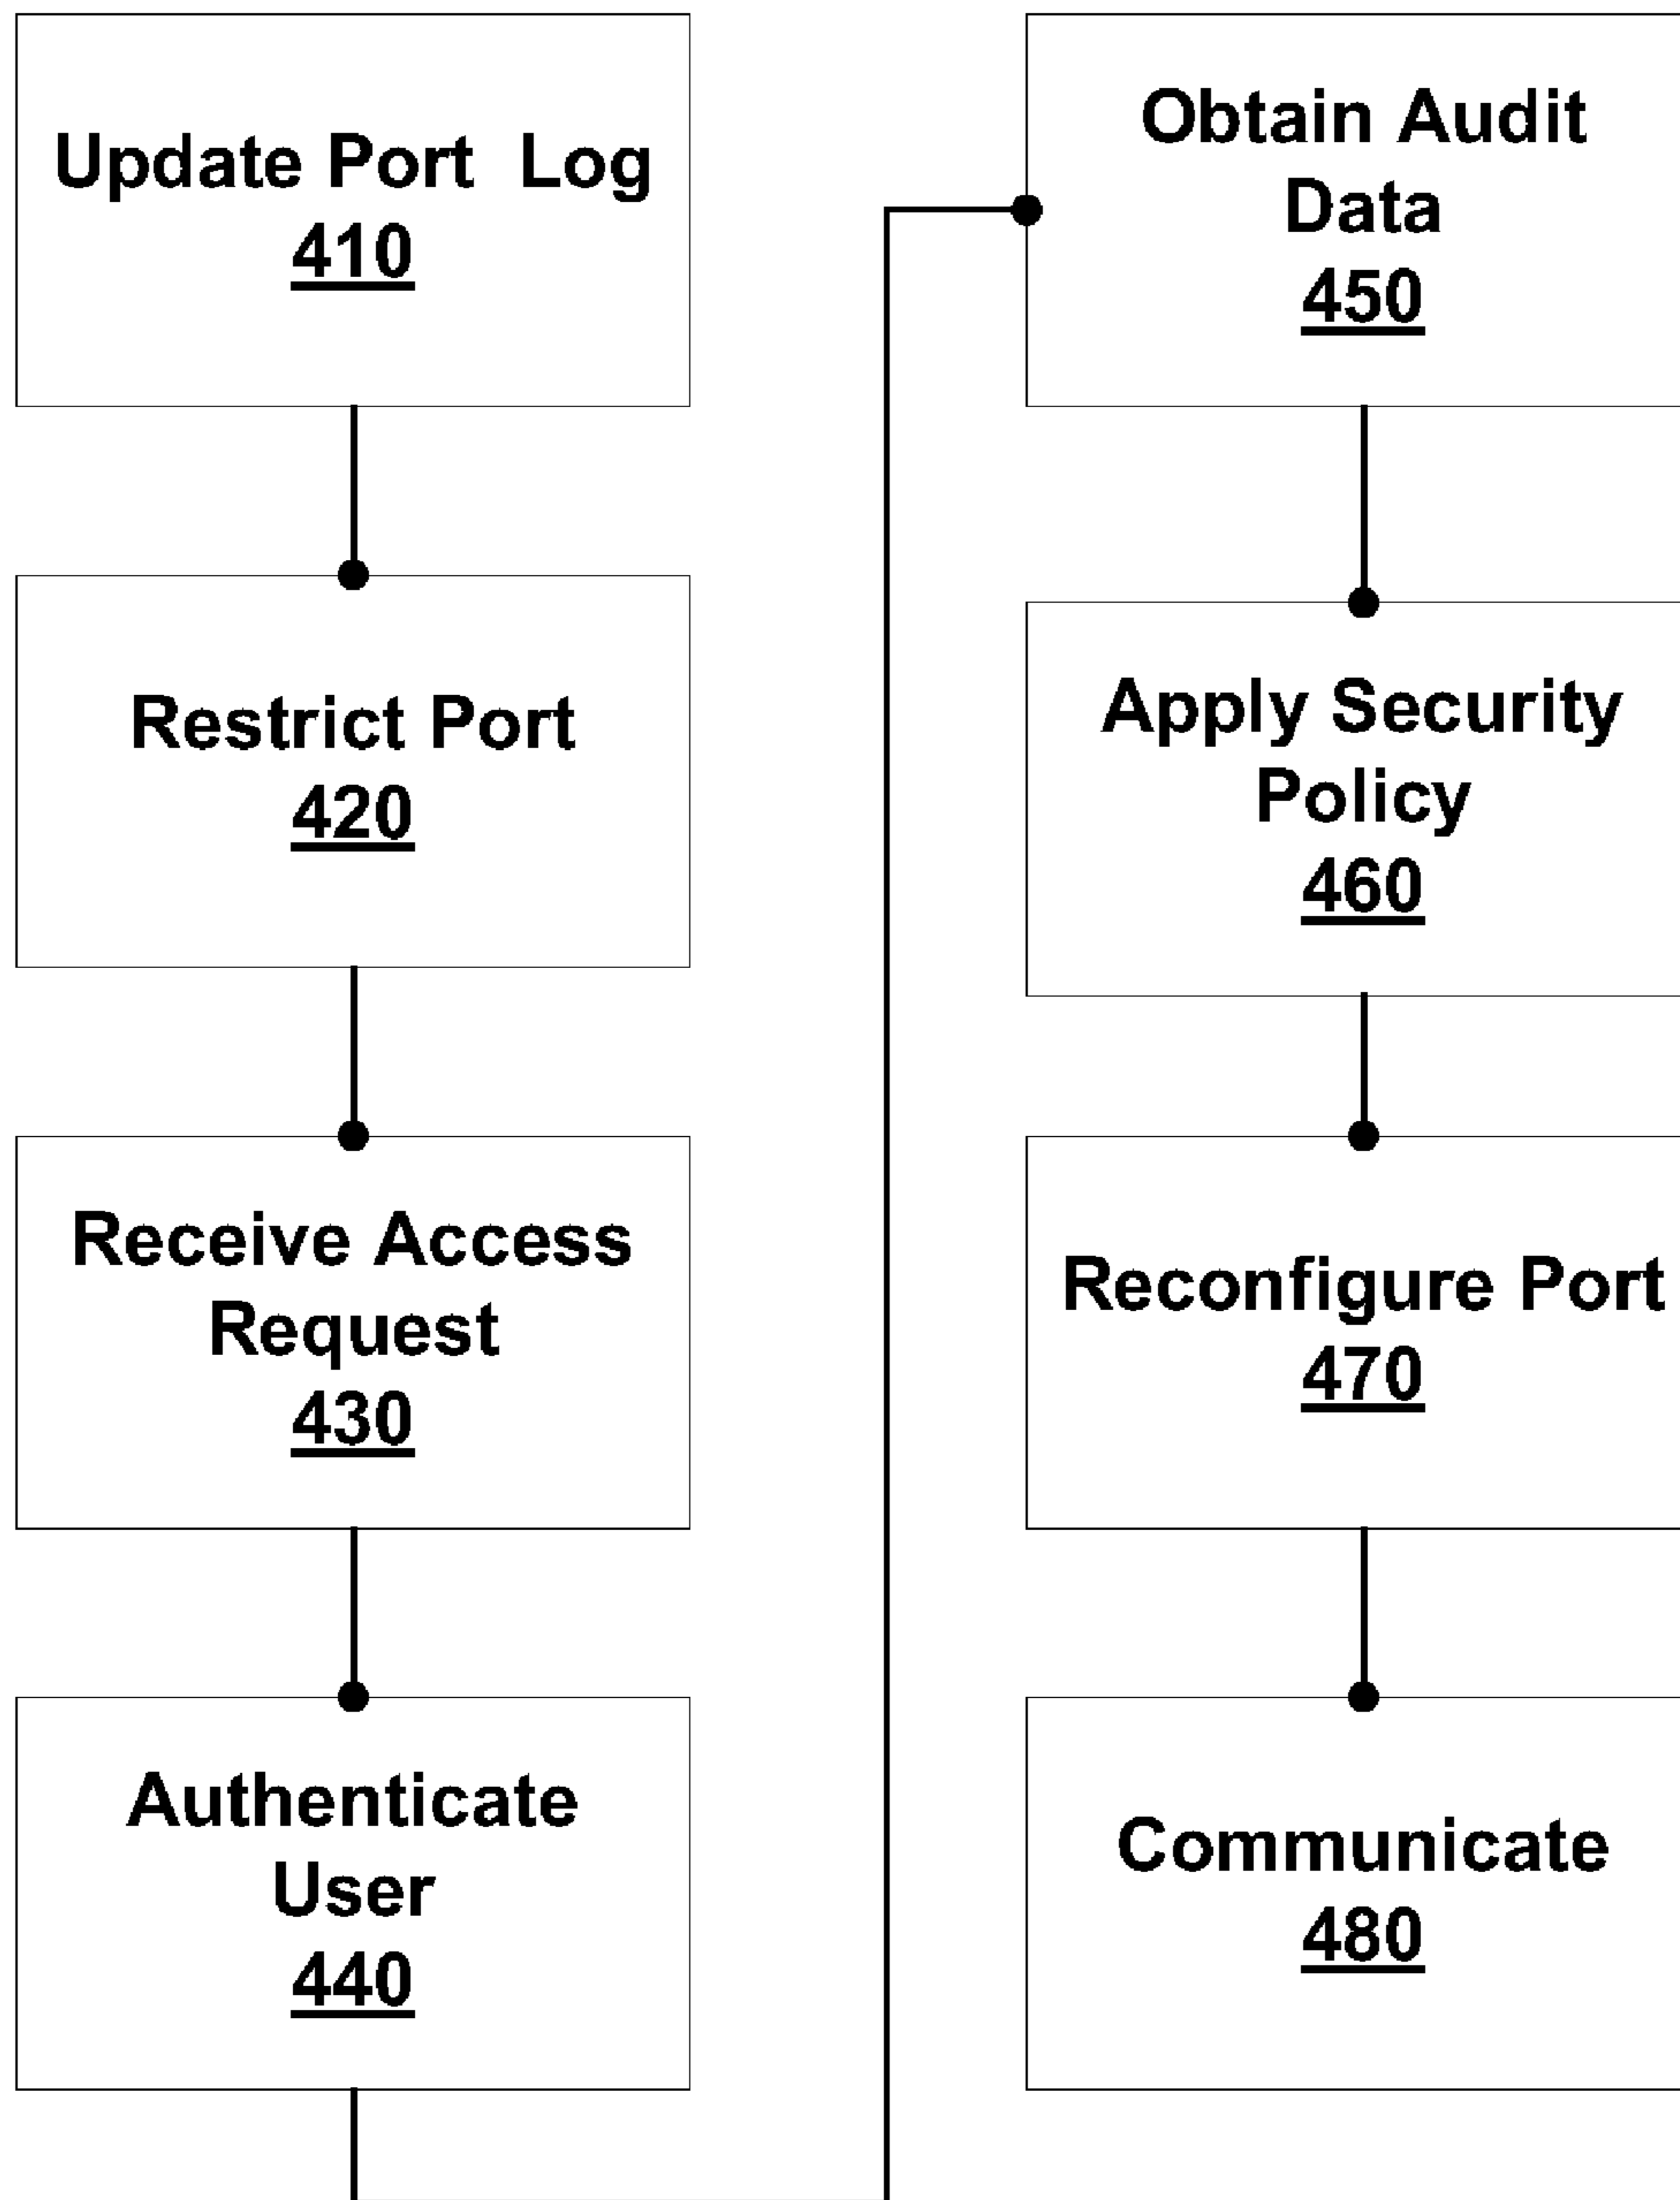 Update Port Log
410
Restrict Port
420
Receive Access
Request
430
Authenticate
User
440
Obtain Audit
Data
450
Apply Security
Policy
460
Reconfigure Port
470
Communicate
480